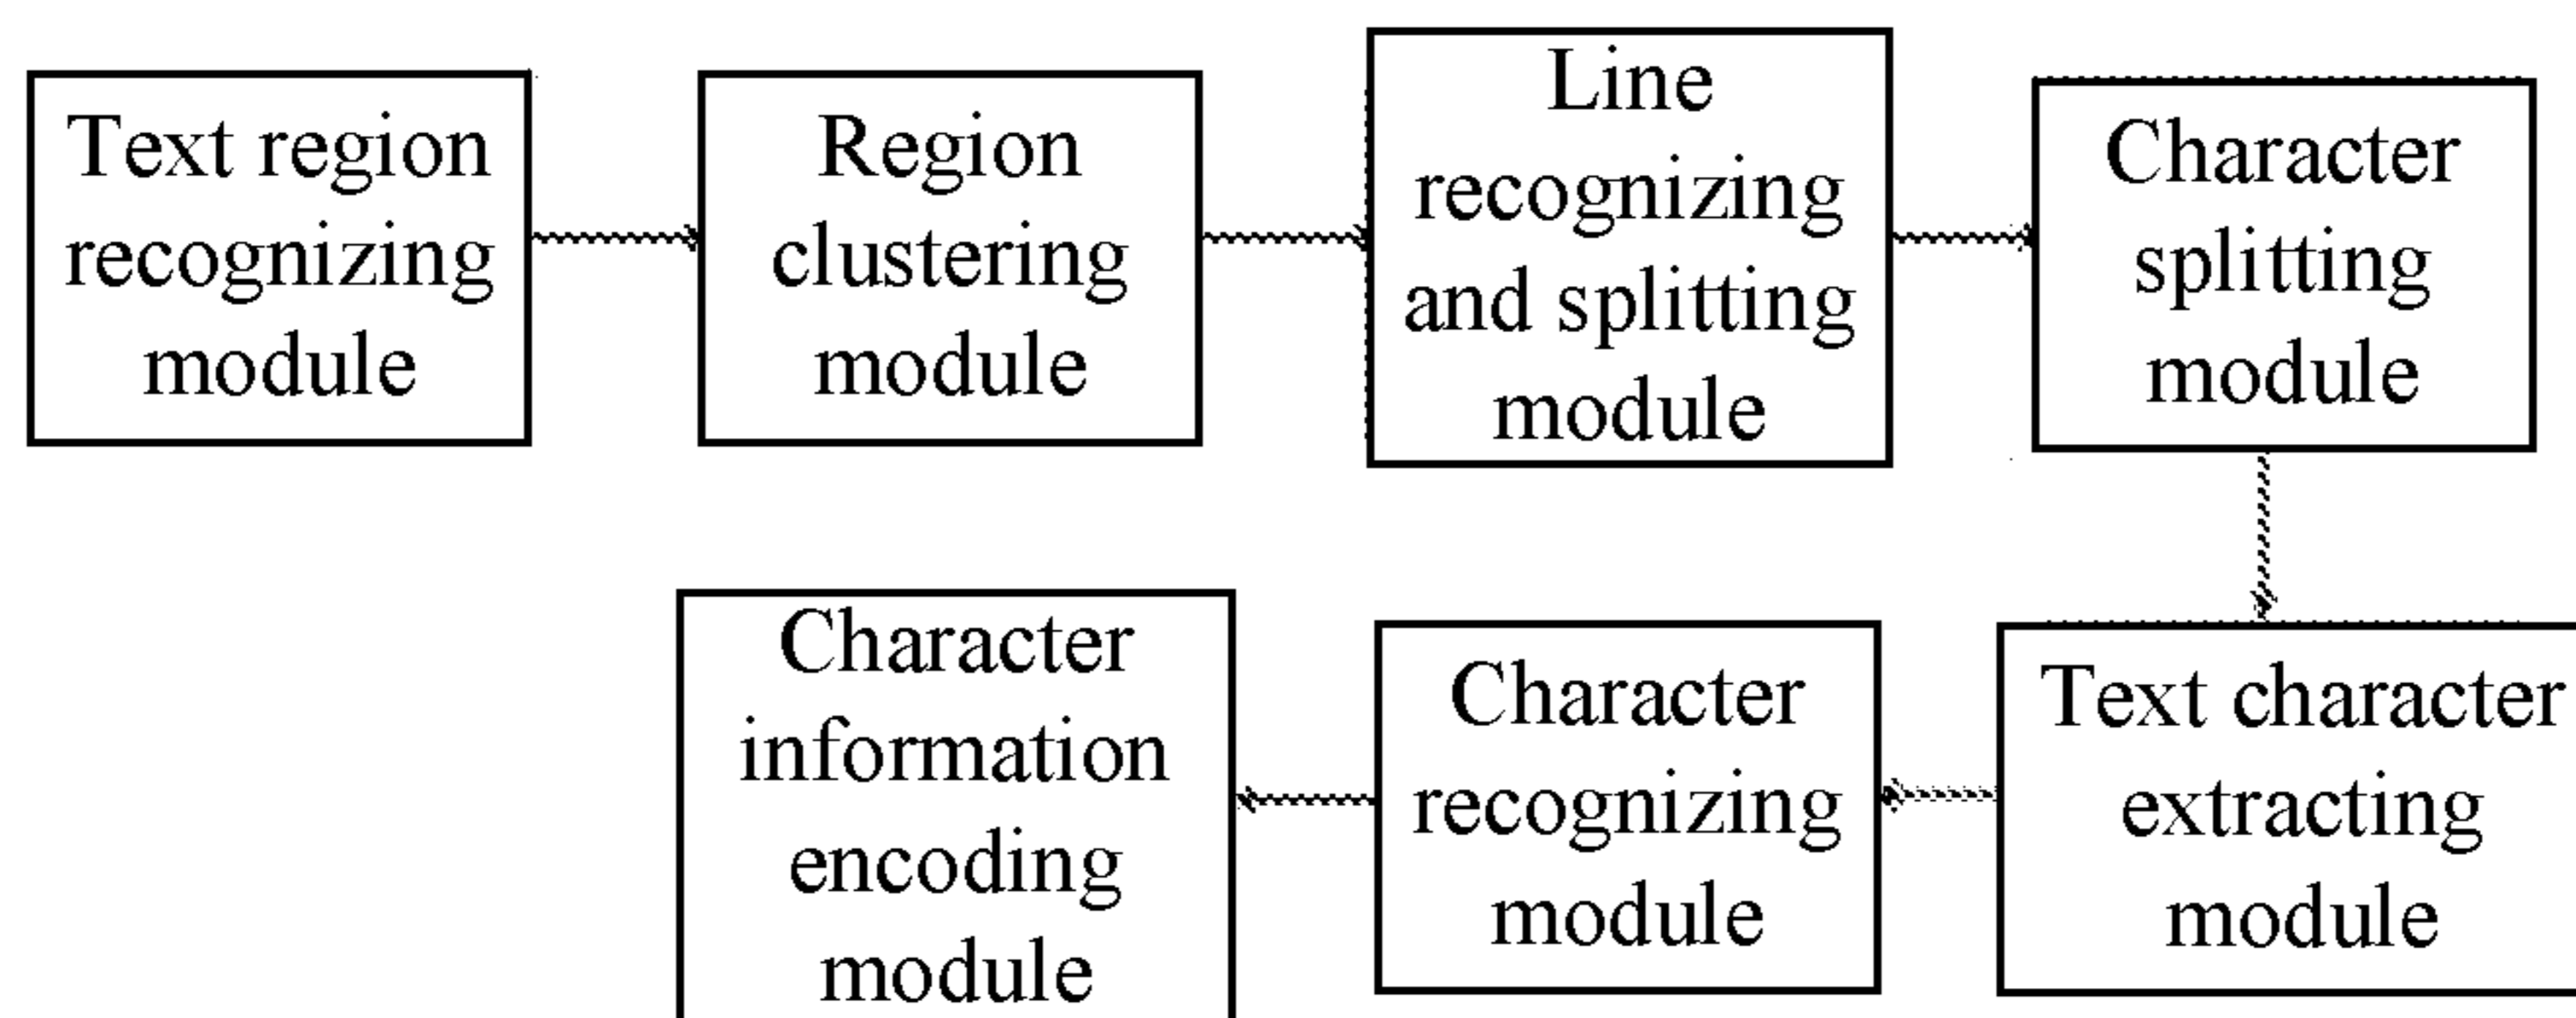 Text region
recognizing
module
Region
clustering
module
Line
recognizing
and splitting
module
Character
splitting
module
Text character
extracting
module
Character
recognizing
module
Character
information
encoding
module